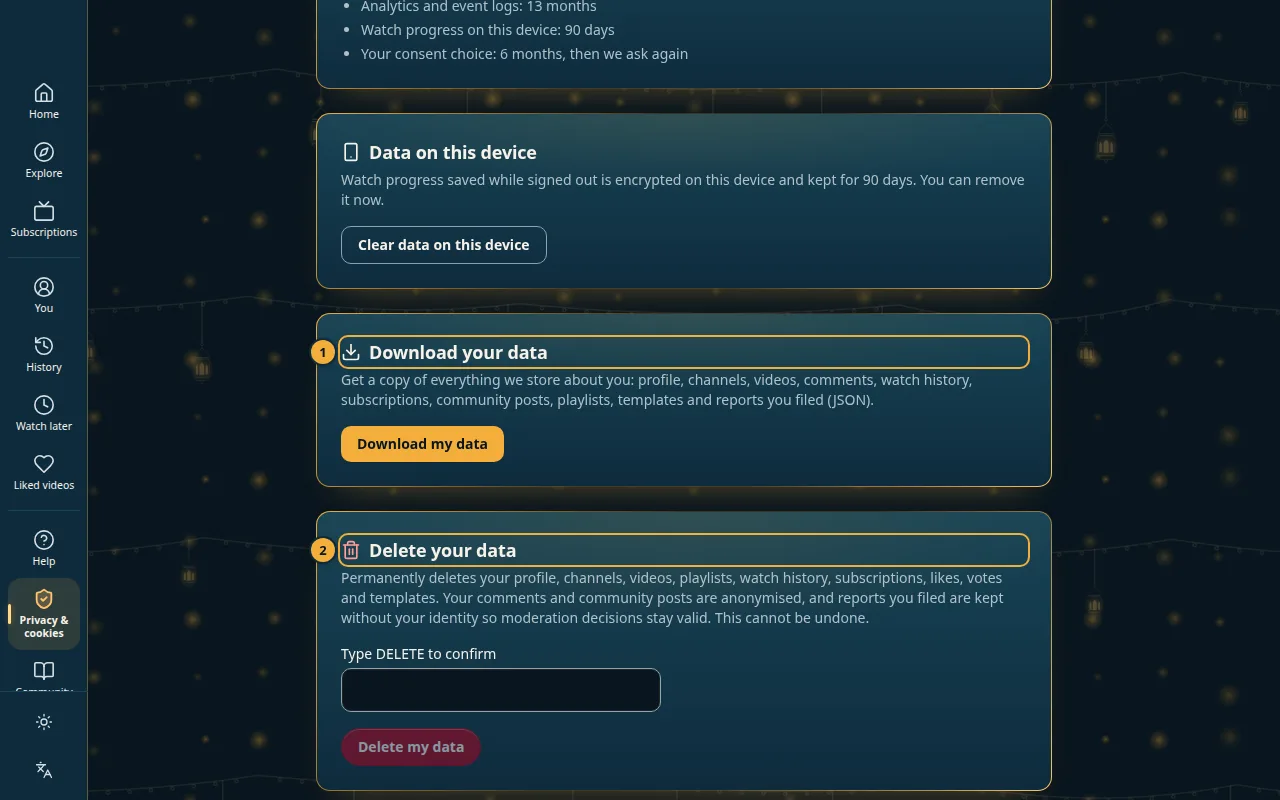 Home
Explore
Subscriptions
You
History
Watch later
Liked videos
Help
Privacy &
cookies
Community
Analytics and event logs: 13 months
Watch progress on this device: 90 days
Your consent choice: 6 months, then we ask again
Data on this device
Watch progress saved while signed out is encrypted on this device and kept for 90 days. You can remove
it now.
Clear data on this device
1
Download your data
Get a copy of everything we store about you: profile, channels, videos, comments, watch history,
subscriptions, community posts, playlists, templates and reports you filed (JSON).
Download my data
2
Delete your data
Permanently deletes your profile, channels, videos, playlists, watch history, subscriptions, likes, votes
and templates. Your comments and community posts are anonymised, and reports you filed are kept
without your identity so moderation decisions stay valid. This cannot be undone.
Type DELETE to confirm
Delete my data